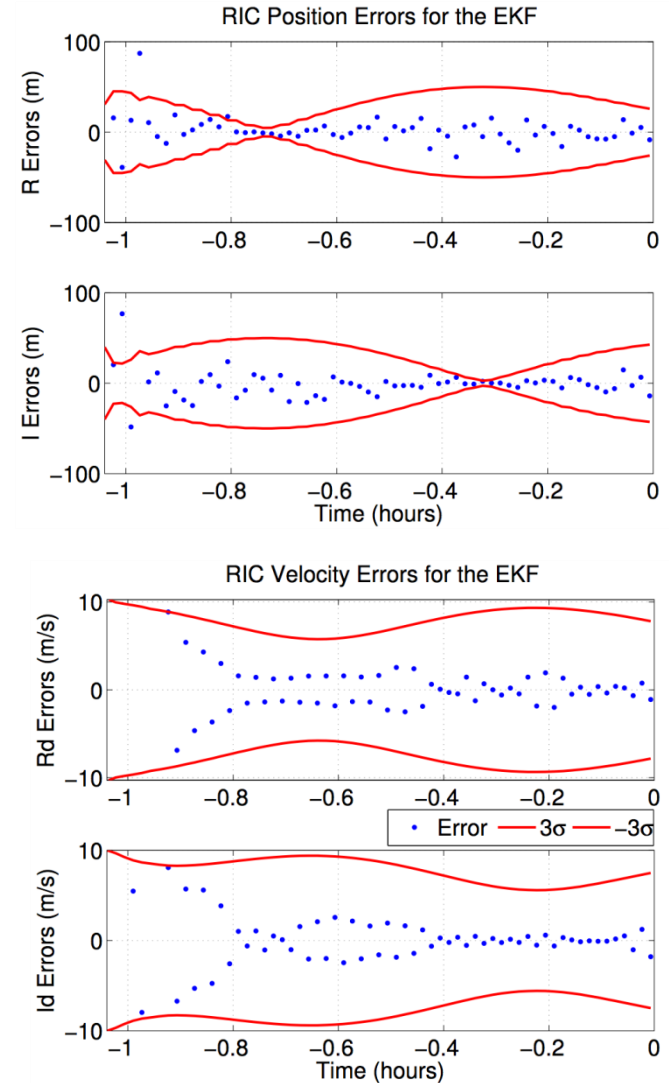 RIC Position Errors for the EKF
R Errors (m)
100
0
−100
−1 −0.8 −0.6 −0.4 −0.2 0
I Errors (m)
100
0
−100
−1 −0.8 −0.6 −0.4 −0.2 0
Time (hours)
RIC Velocity Errors for the EKF
Rd Errors (m/s)
10
0
−10
−1 −0.8 −0.6 −0.4 −0.2 0
Error 3σ −3σ
Id Errors (m/s)
10
0
−10
−1 −0.8 −0.6 −0.4 −0.2 0
Time (hours)